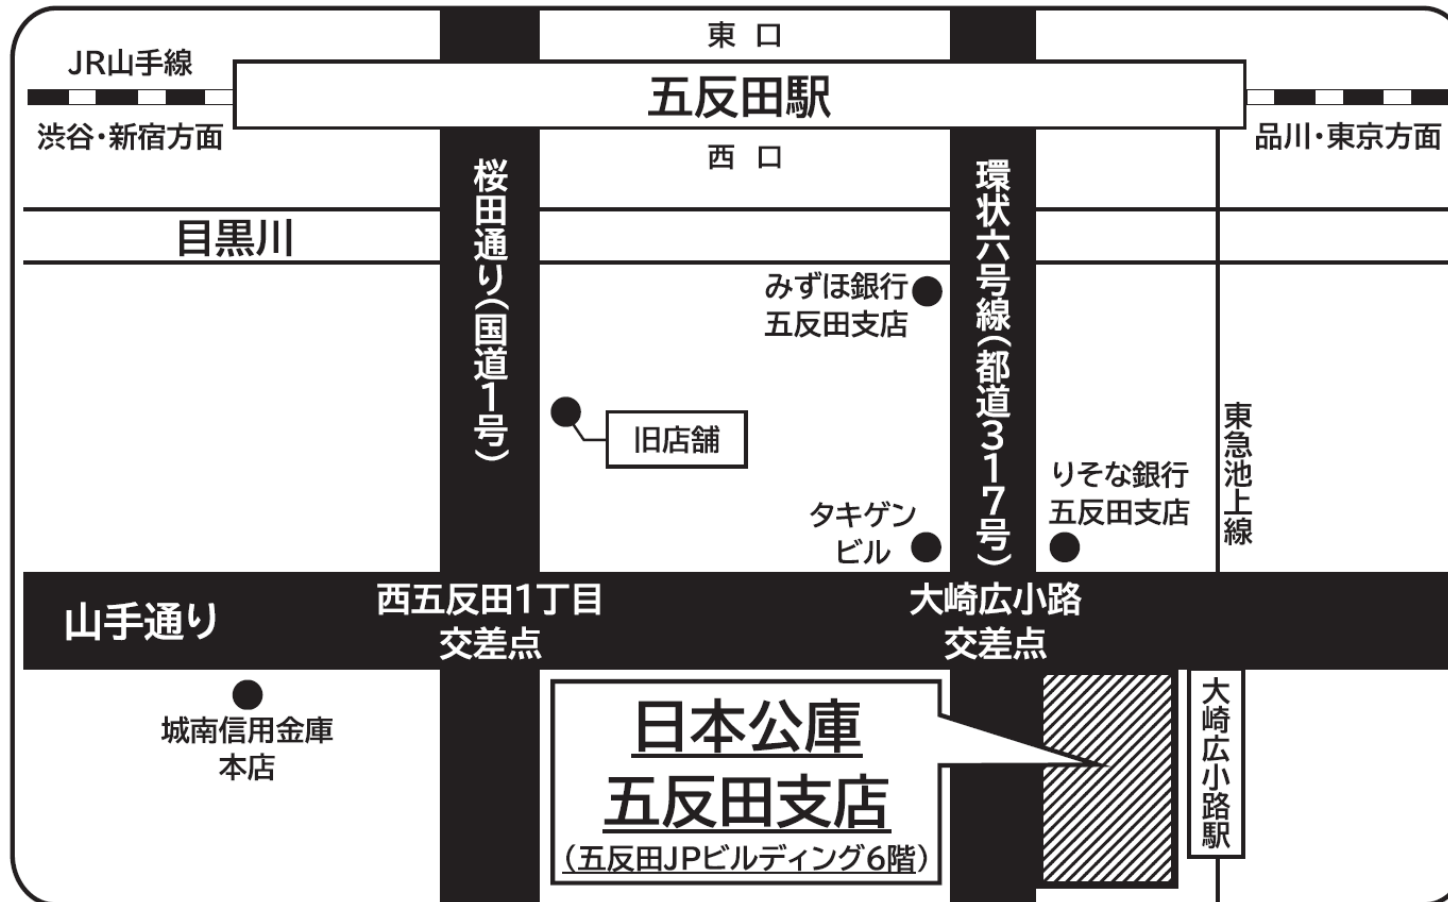 東 口
JR山手線
五反田駅
渋谷・新宿方面
品川・東京方面
西 口
桜田通り(国道1号)
環状六号線(都道317号)
目黒川
みずほ銀行
五反田支店
旧店舗
東急池上線
りそな銀行
五反田支店
タキゲン
ビル
山手通り
西五反田1丁目
交差点
大崎広小路
交差点
城南信用金庫
本店
日本公庫
五反田支店
(五反田JPビルディング6階)
大崎広小路駅